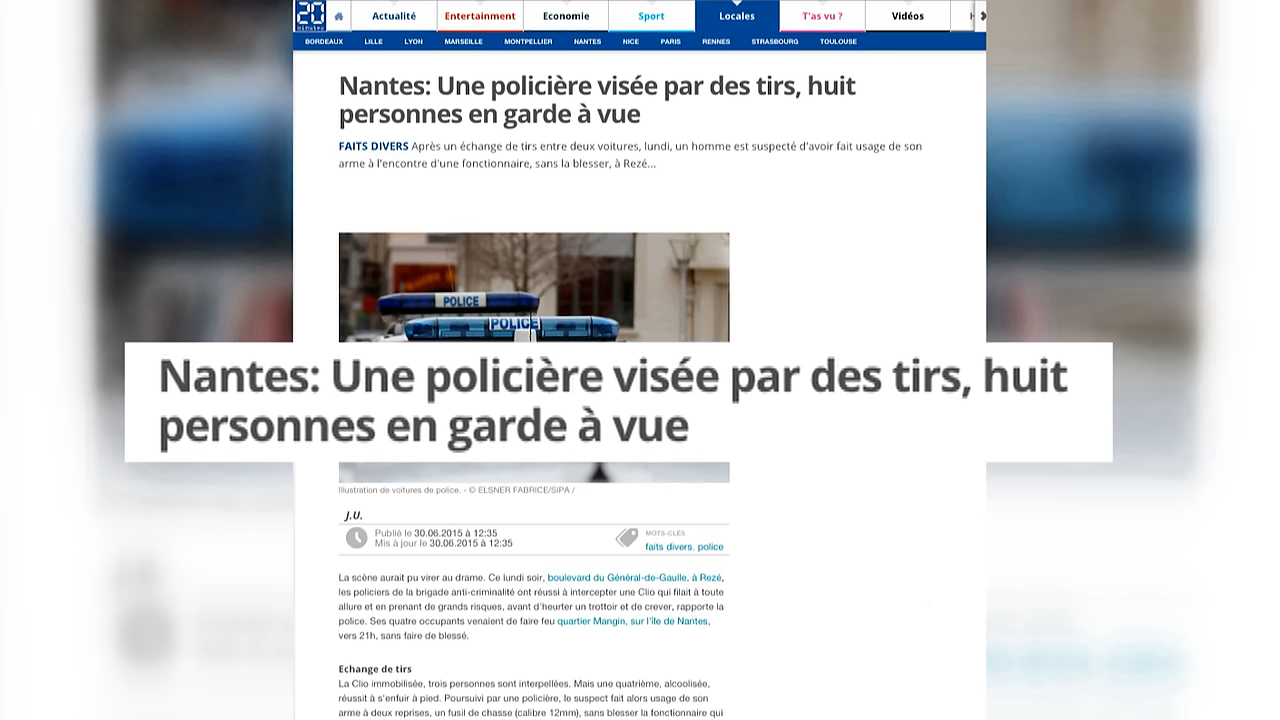 20
minutes
Actualité
Entertainment
Economie
Sport
Locales
T'as vu ?
Vidéos
BORDEAUX LILLE LYON MARSEILLE MONTPELLIER NANTES NICE PARIS RENNES STRASBOURG TOULOUSE
Nantes: Une policière visée par des tirs, huit
personnes en garde à vue
FAITS DIVERS Après un échange de tirs entre deux voitures, lundi, un homme est suspecté d'avoir fait usage de son
arme à l'encontre d'une fonctionnaire, sans la blesser, à Rezé...
POLICE
POLICE
Nantes: Une policière visée par des tirs, huit
personnes en garde à vue
Illustration de voitures de police. - © ELSNER FABRICE/SIPA /
J.U.
Publié le 30.06.2015 à 12:35
Mis à jour le 30.06.2015 à 12:35
MOTS-CLÉS
faits divers, police
La scène aurait pu virer au drame. Ce lundi soir, boulevard du Général-de-Gaulle, à Rezé,
les policiers de la brigade anti-criminalité ont réussi à intercepter une Clio qui filait à toute
allure et en prenant de grands risques, avant d'heurter un trottoir et de crever, rapporte la
police. Ses quatre occupants venaient de faire feu quartier Mangin, sur l'île de Nantes,
vers 21h, sans faire de blessé.
Echange de tirs
La Clio immobilisée, trois personnes sont interpellées. Mais une quatrième, alcoolisée,
réussit à s'enfuir à pied. Poursuivi par une policière, le suspect fait alors usage de son
arme à deux reprises, un fusil de chasse (calibre 12mm), sans blesser la fonctionnaire qui